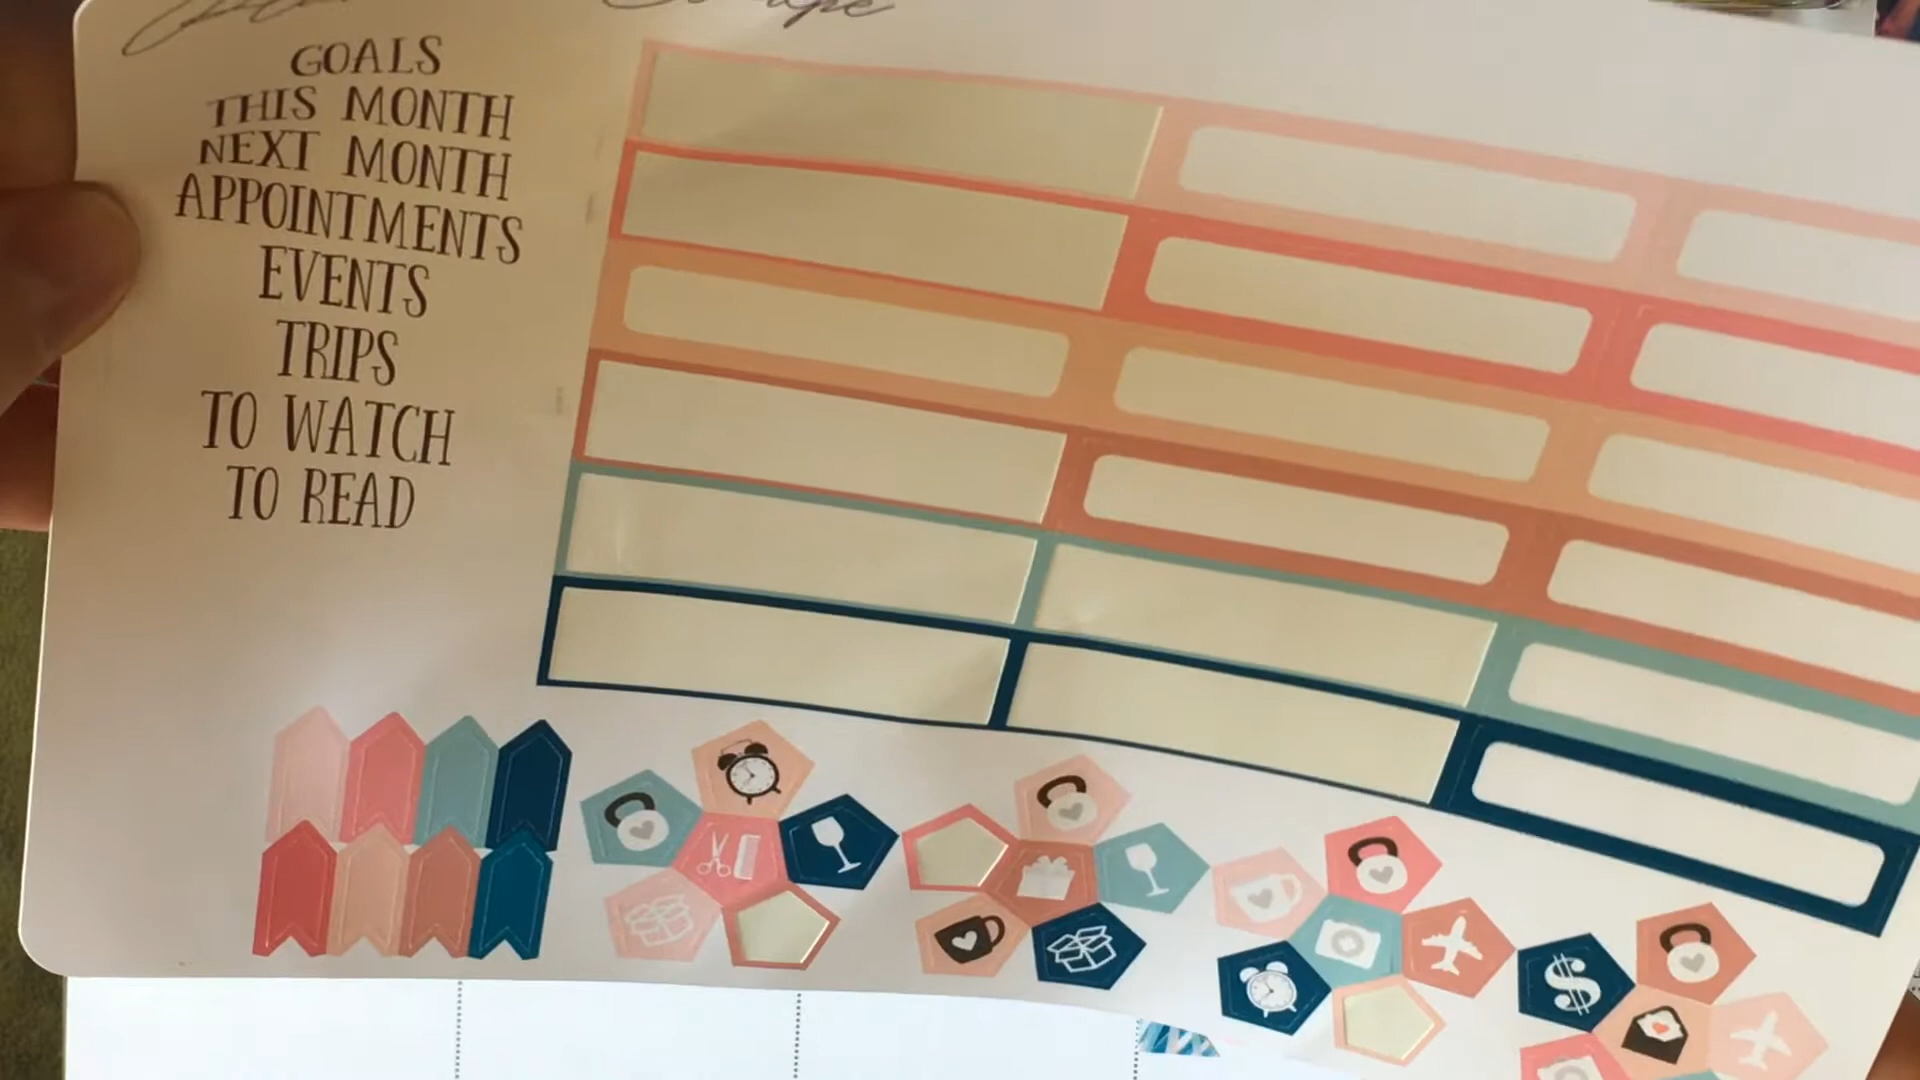 GOALS
THIS MONTH
NEXT MONTH
APPOINTMENTS
EVENTS
TRIPS
TO WATCH
TO READ
$